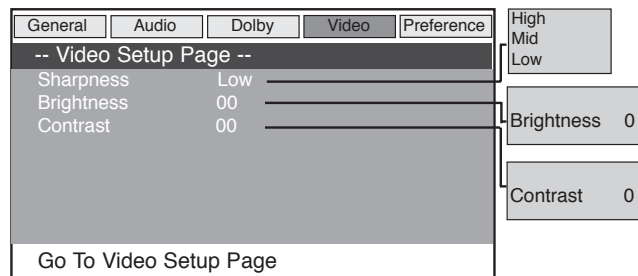 General Audio Dolby Video Preference
-- Video Setup Page --
Sharpness Low
Brightness 00
Contrast 00
Go To Video Setup Page
High
Mid
Low
Brightness 0
Contrast 0